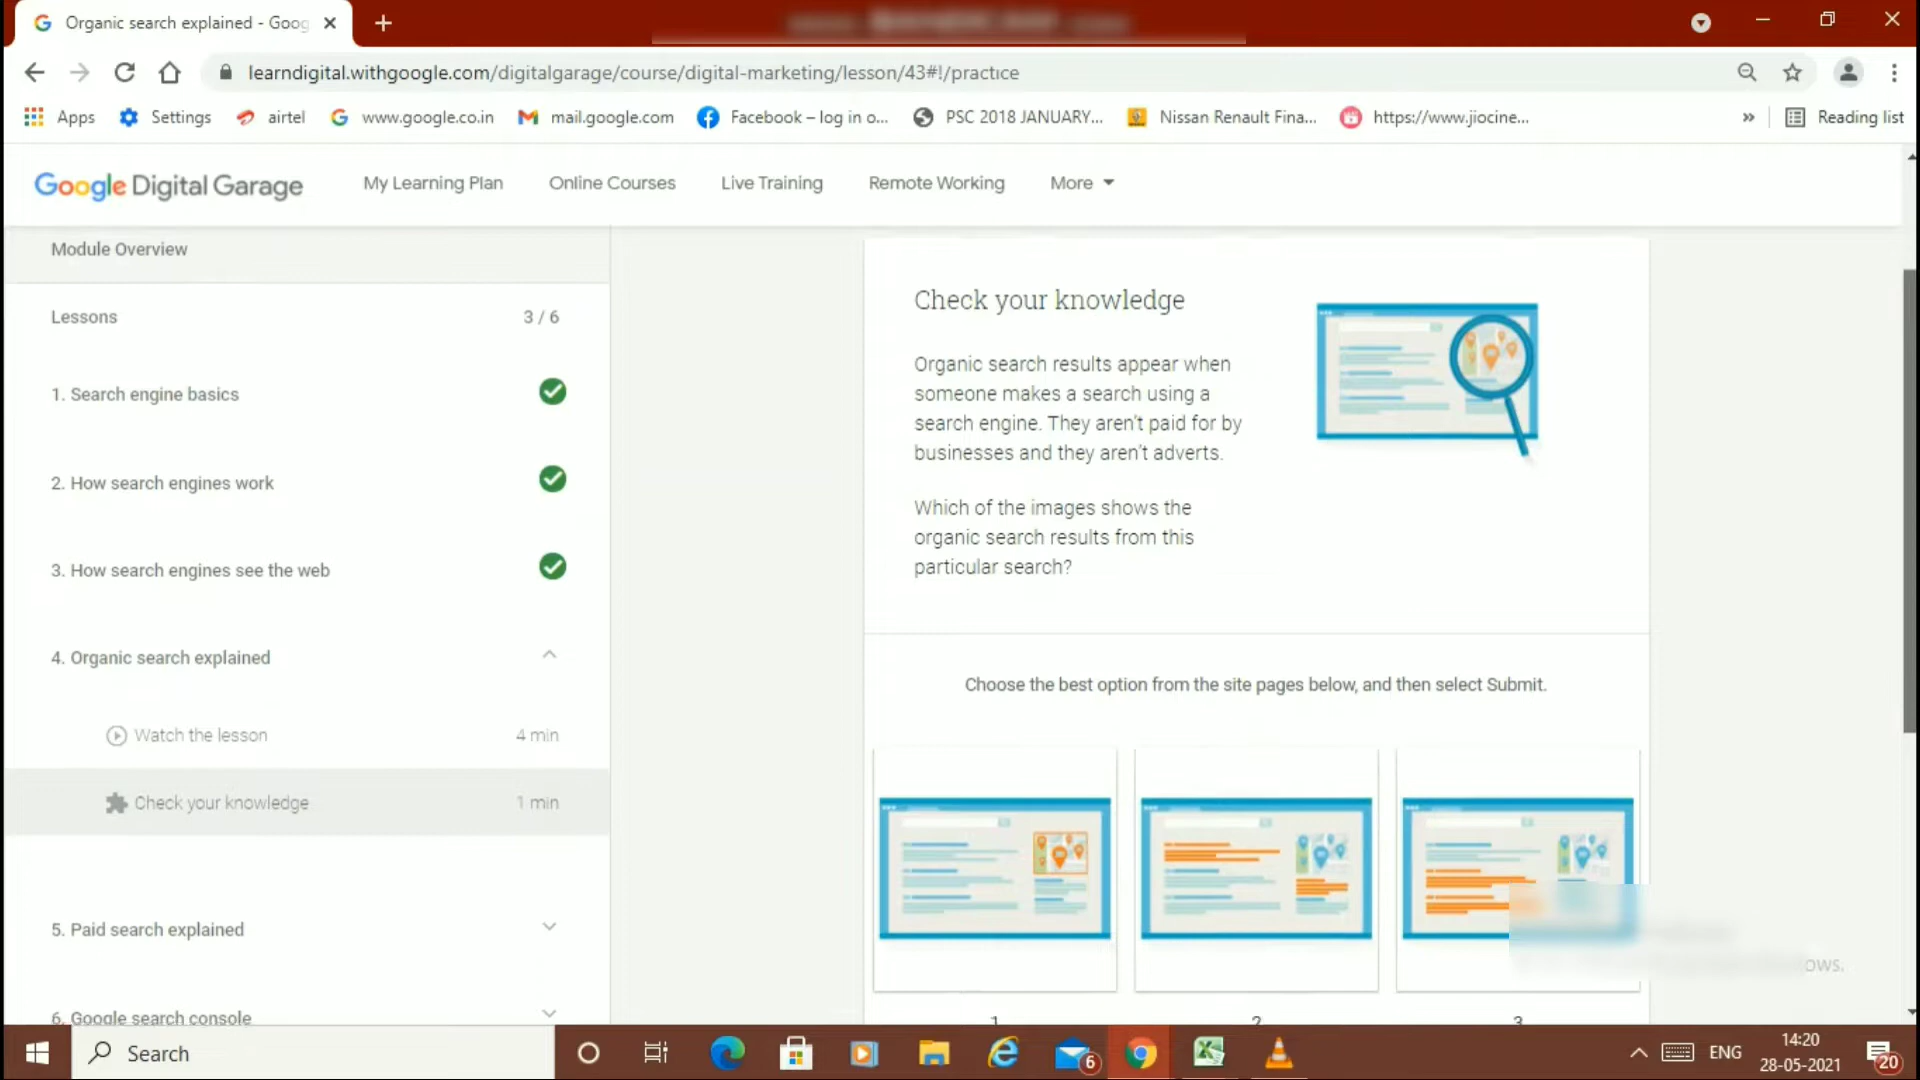 Organic search explained - Goog
learndigital.withgoogle.com/digitalgarage/course/digital-marketing/lesson/43#!/practice
Apps Settings airtel www.google.co.in mail.google.com Facebook – log in o... PSC 2018 JANUARY... Nissan Renault Fina... https://www.jiocine... » Reading list
Google Digital Garage My Learning Plan Online Courses Live Training Remote Working More
Module Overview
Lessons 3 / 6
1. Search engine basics
2. How search engines work
3. How search engines see the web
4. Organic search explained
Watch the lesson 4 min
Check your knowledge 1 min
5. Paid search explained
6. Google search console
Check your knowledge
Organic search results appear when
someone makes a search using a
search engine. They aren't paid for by
businesses and they aren't adverts.
Which of the images shows the
organic search results from this
particular search?
Choose the best option from the site pages below, and then select Submit.
1 2 3
ows.
Search
6
ENG
14:20
28-05-2021
20